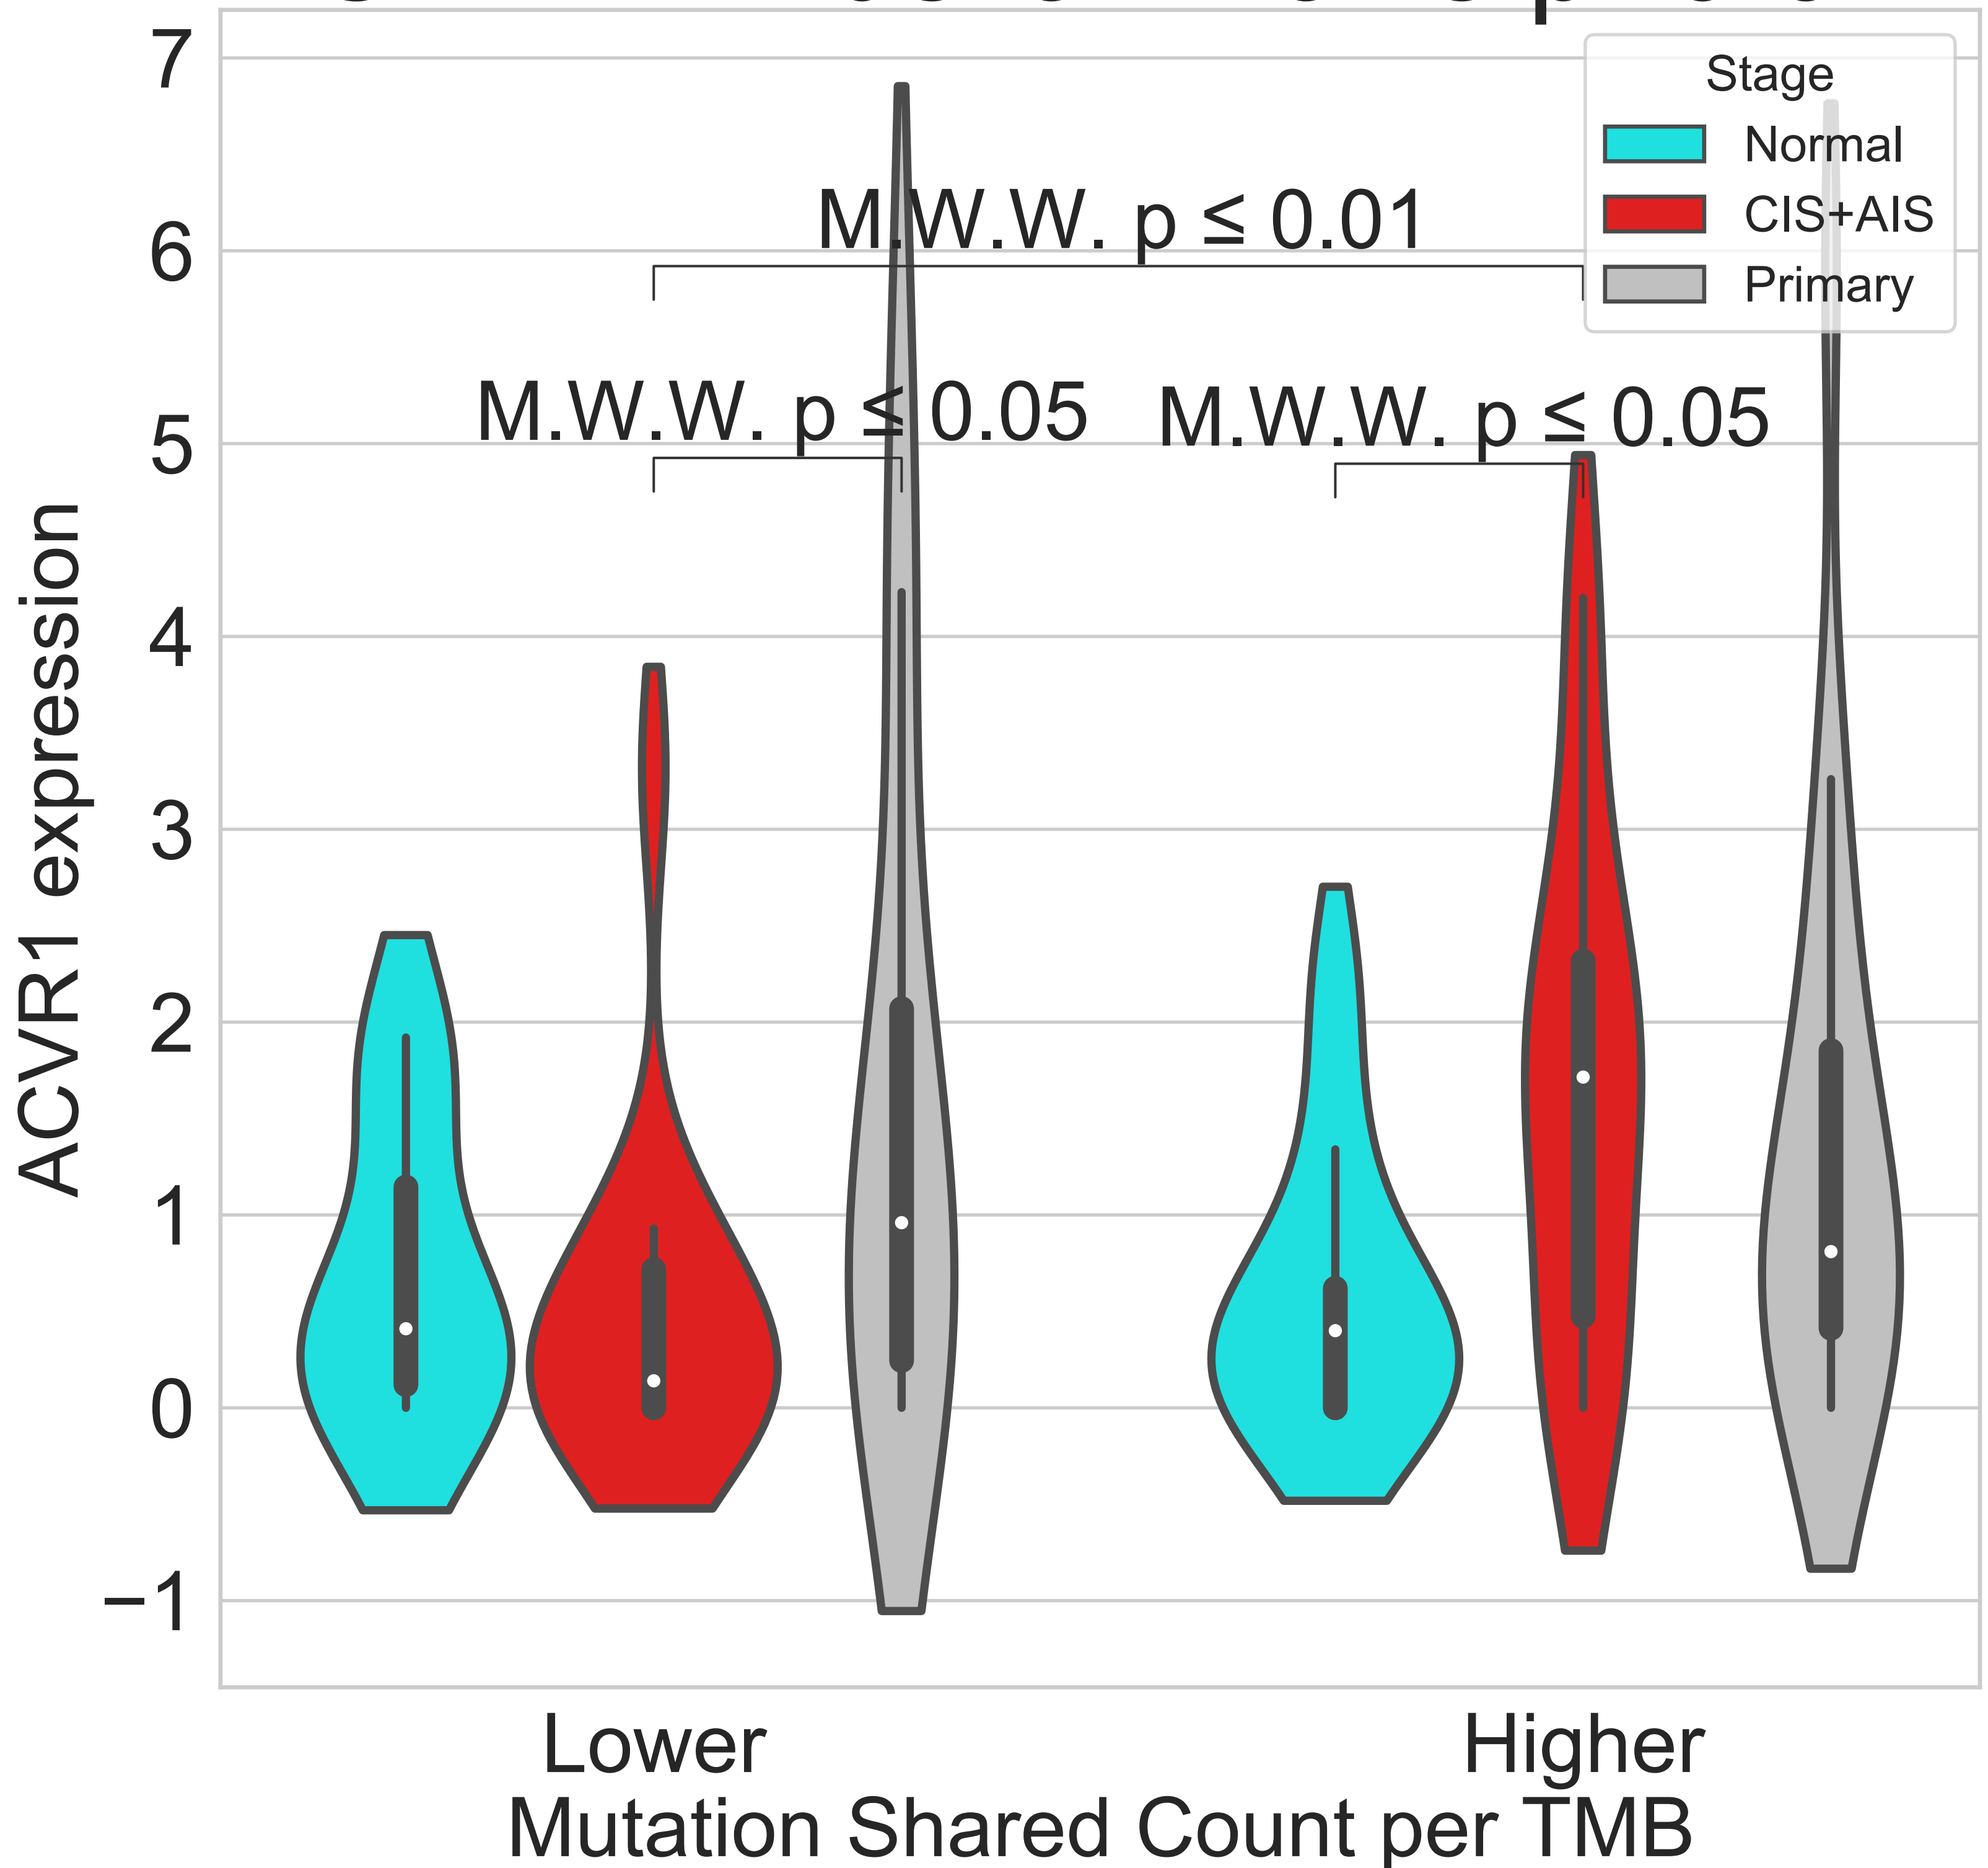 7
6
5
4
3
2
1
0
−1
ACVR1 expression
Stage
Normal
CIS+AIS
Primary
M.W.W. p ≤ 0.01
M.W.W. p ≤ 0.05
M.W.W. p ≤ 0.05
Lower
Higher
Mutation Shared Count per TMB